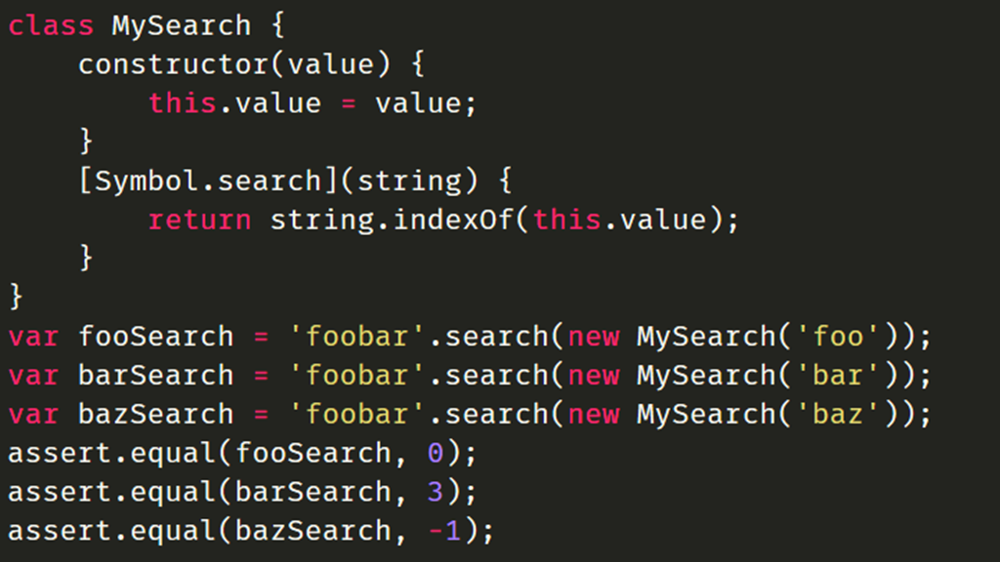 class MySearch {
    constructor(value) {
        this.value = value;
    }
    [Symbol.search](string) {
        return string.indexOf(this.value);
    }
}
var fooSearch = 'foobar'.search(new MySearch('foo'));
var barSearch = 'foobar'.search(new MySearch('bar'));
var bazSearch = 'foobar'.search(new MySearch('baz'));
assert.equal(fooSearch, 0);
assert.equal(barSearch, 3);
assert.equal(bazSearch, -1);